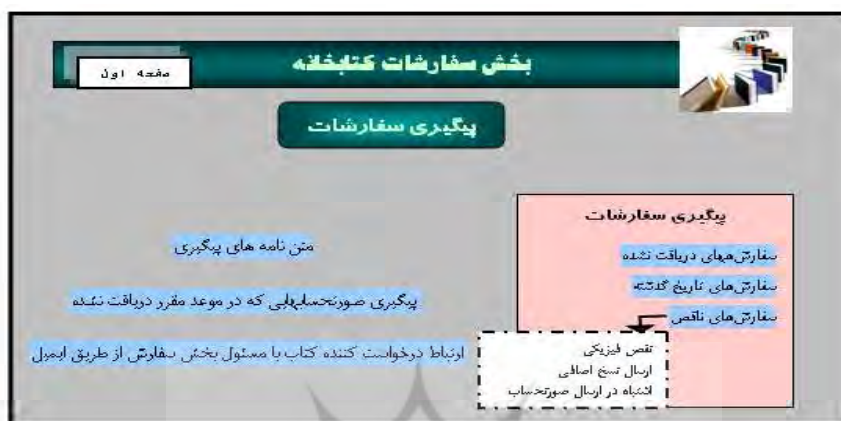 بخش سفارشات کتابخانه
صفحه اول
پیگیری سفارشات
پیگیری سفارشات
سفارش‌های دریافت نشده
سفارش‌های تاریخ گذشته
سفارش‌های ناقص
نقص فیزیکی
ارسال نسخ اضافی
اشتباه در ارسال صورتحساب
متن نامه های پیگیری
پیگیری صورتحسابهایی که در موعد مقرر دریافت نشده
ارتباط درخواست کننده کتاب با مسئول بخش سفارش از طریق ایمیل